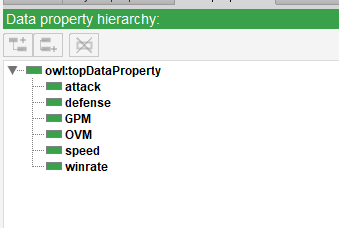 Data property hierarchy:
owl:topDataProperty
attack
defense
GPM
OVM
speed
winrate